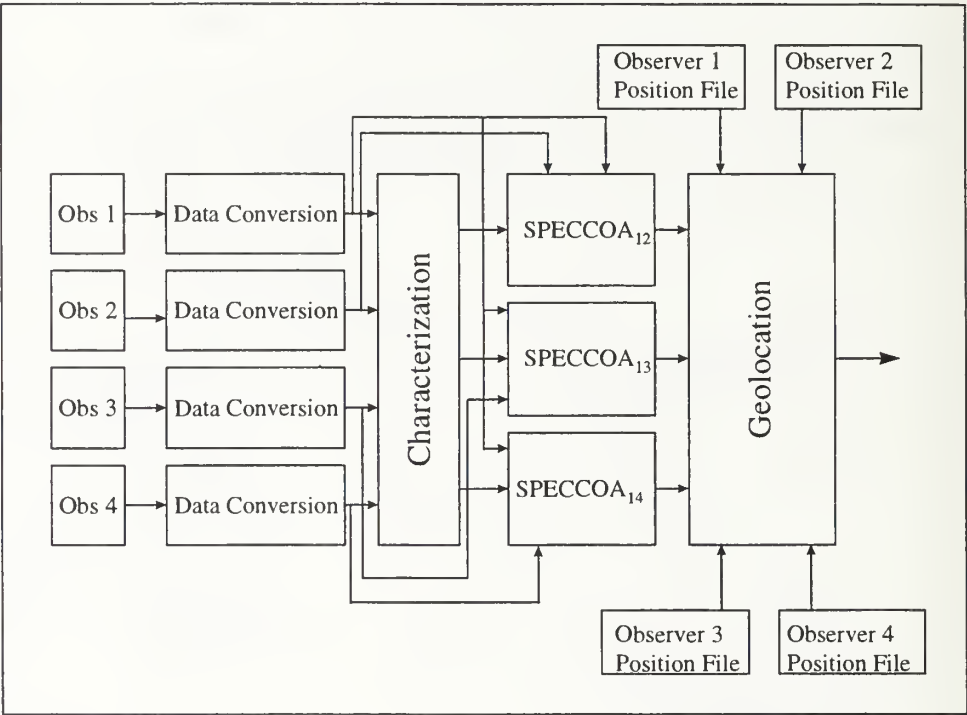 Observer 1
Position File
Observer 2
Position File
Obs 1
Data Conversion
Obs 2
Data Conversion
Obs 3
Data Conversion
Obs 4
Data Conversion
Characterization
SPECCOA₁₂
SPECCOA₁₃
SPECCOA₁₄
Geolocation
Observer 3
Position File
Observer 4
Position File